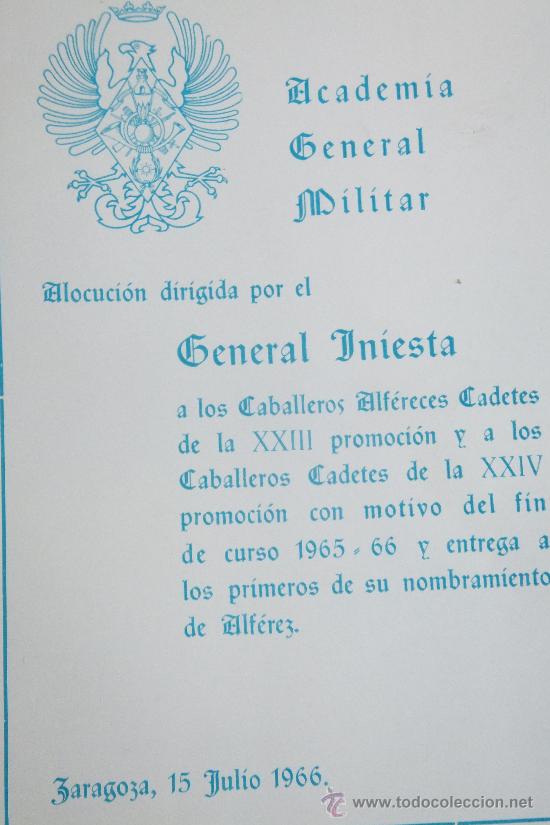 Academia
General
Militar
Alocución dirigida por el
General Iniesta
a los Caballeros Alféreces Cadetes
de la XXIII promoción y a los
Caballeros Cadetes de la XXIV
promoción con motivo del fin
de curso 1965-66 y entrega a
los primeros de su nombramiento
de Alférez.
Zaragoza, 15 Julio 1966.
www.todocoleccion.net